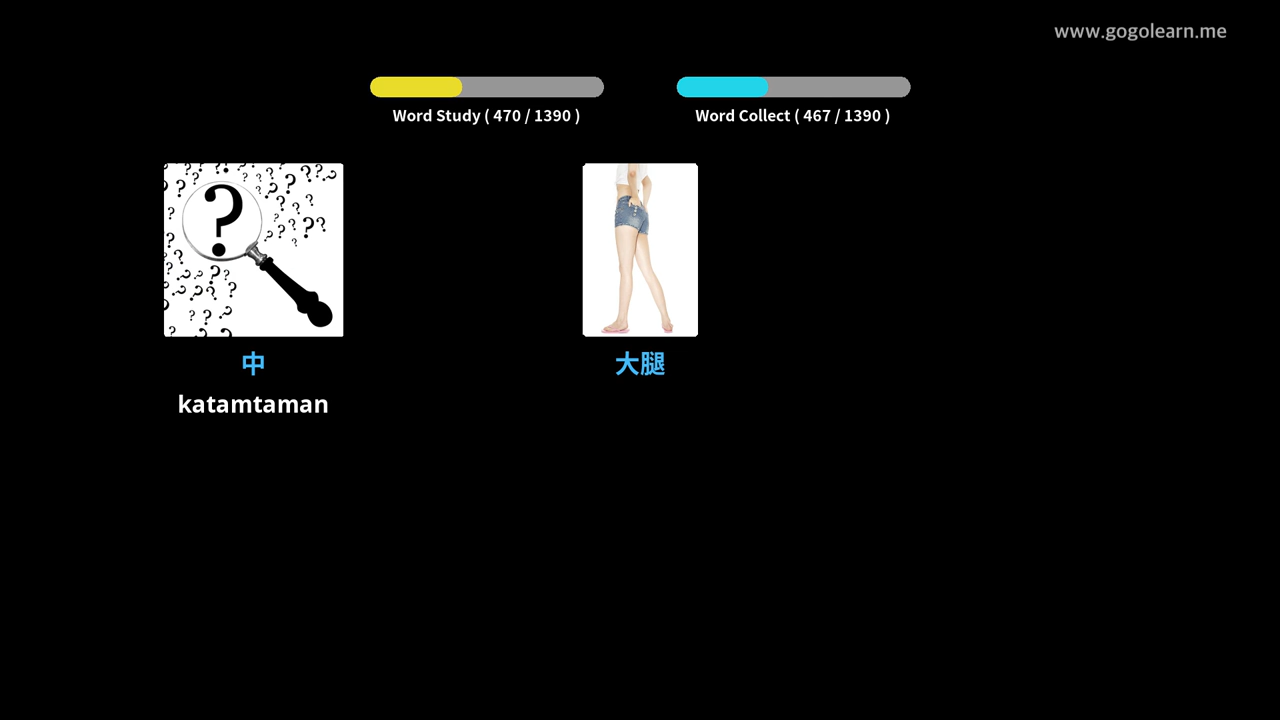 www.gogolearn.me
Word Study ( 470 / 1390 )
Word Collect ( 467 / 1390 )
中
大腿
katamtaman